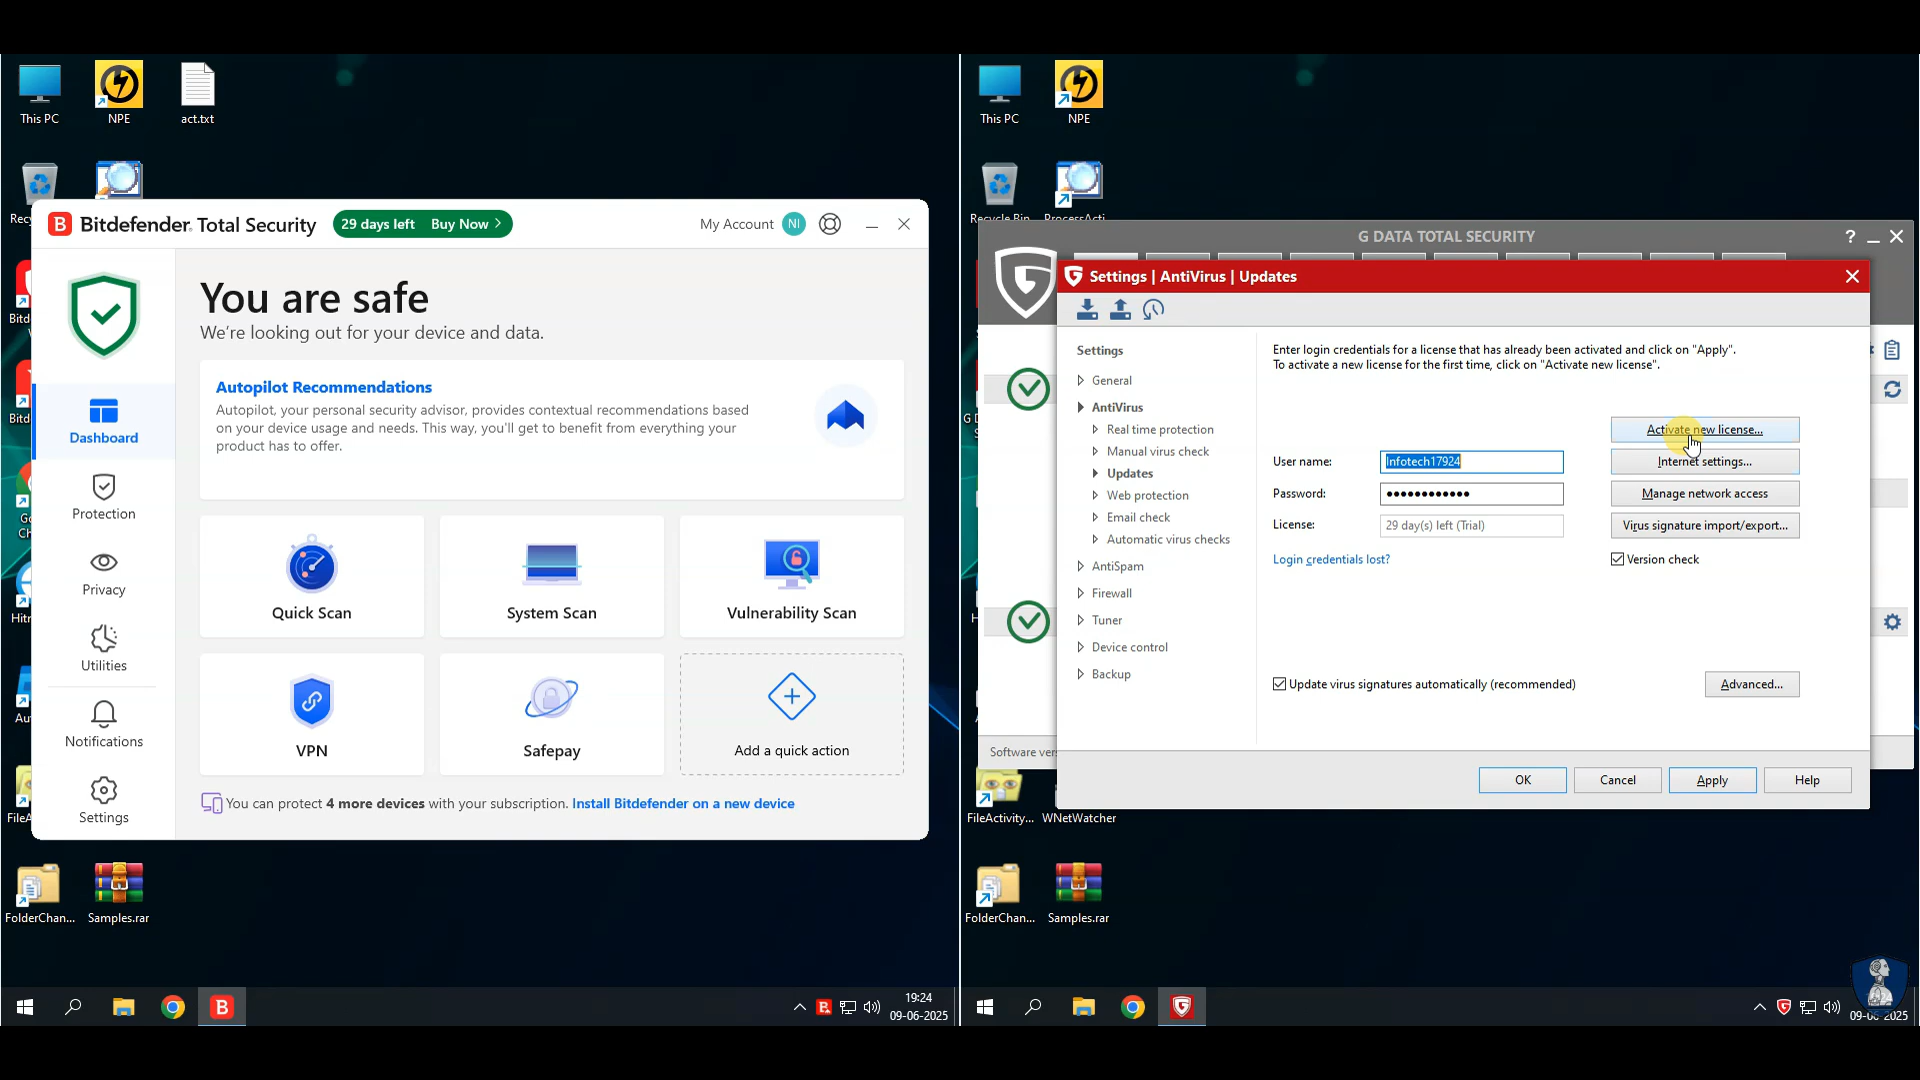 This PC
NPE
act.txt
Bitdefender Total Security
29 days left Buy Now >
My Account NI
You are safe
We're looking out for your device and data.
Autopilot Recommendations
Autopilot, your personal security advisor, provides contextual recommendations based
on your device usage and needs. This way, you'll get to benefit from everything your
product has to offer.
Dashboard
Protection
Privacy
Utilities
Notifications
Settings
Quick Scan
System Scan
Vulnerability Scan
VPN
Safepay
Add a quick action
You can protect 4 more devices with your subscription. Install Bitdefender on a new device
FolderChan...
Samples.rar
19:24
09-06-2025
This PC
NPE
Recycle Bin
ProcessActi...
G DATA TOTAL SECURITY
Settings | AntiVirus | Updates
Settings
General
AntiVirus
Real time protection
Manual virus check
Updates
Web protection
Email check
Automatic virus checks
AntiSpam
Firewall
Tuner
Device control
Backup
Enter login credentials for a license that has already been activated and click on "Apply".
To activate a new license for the first time, click on "Activate new license".
Activate new license...
User name: Infotech17924
Internet settings...
Password: ••••••••••••
Manage network access
License: 29 day(s) left (Trial)
Virus signature import/export...
Login credentials lost?
Version check
Update virus signatures automatically (recommended)
Advanced...
OK
Cancel
Apply
Help
Software ver
FileActivity...
WNetWatcher
FolderChan...
Samples.rar
09-06-2025